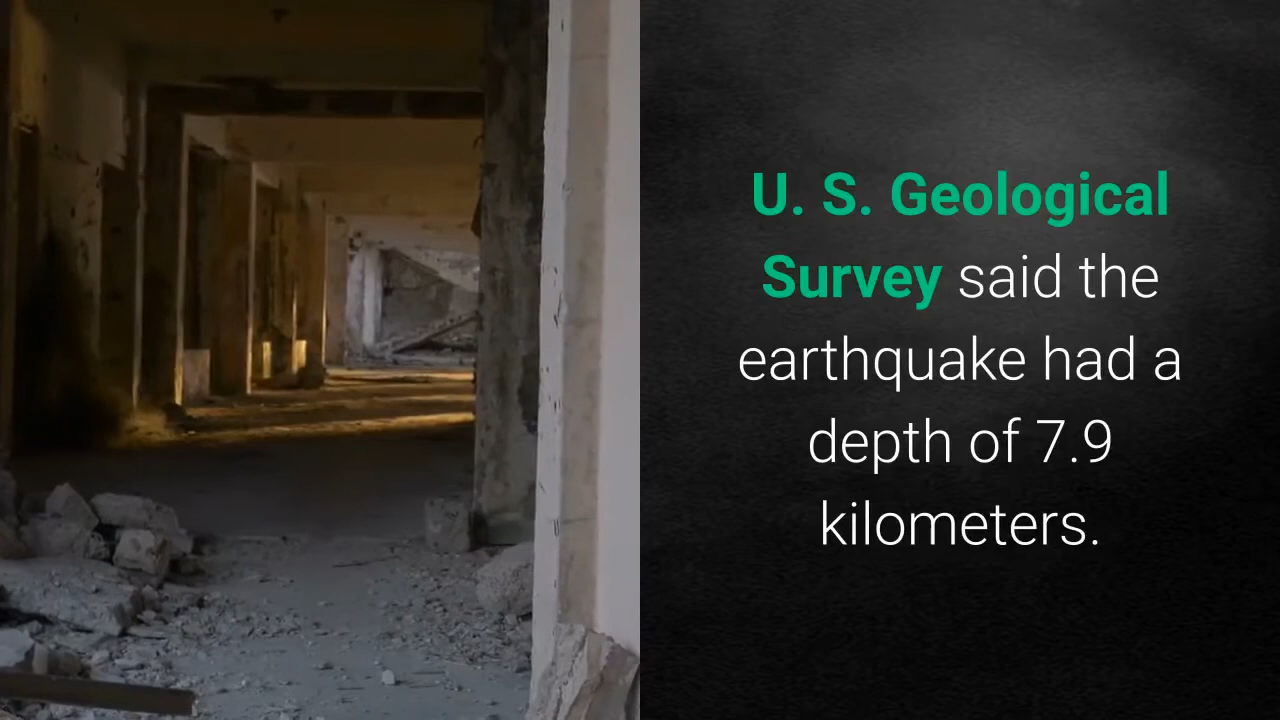 U. S. Geological
Survey said the
earthquake had a
depth of 7.9
kilometers.